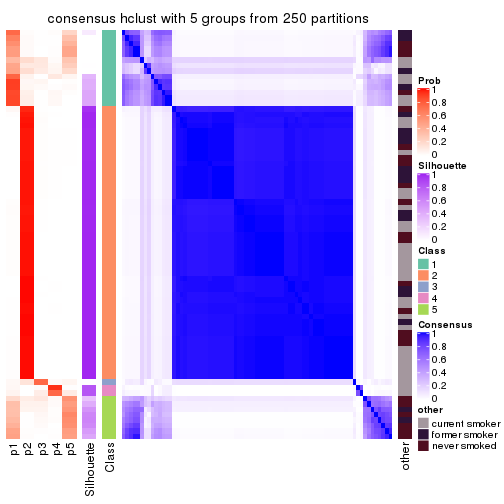 consensus hclust with 5 groups from 250 partitions
Prob
1
0.8
0.6
0.4
0.2
0
Silhouette
1
0.8
0.6
0.4
0.2
0
Class
1
2
3
4
5
Consensus
1
0.8
0.6
0.4
0.2
0
other
current smoker
former smoker
never smoked
p1
p2
p3
p4
p5
Silhouette
Class
other